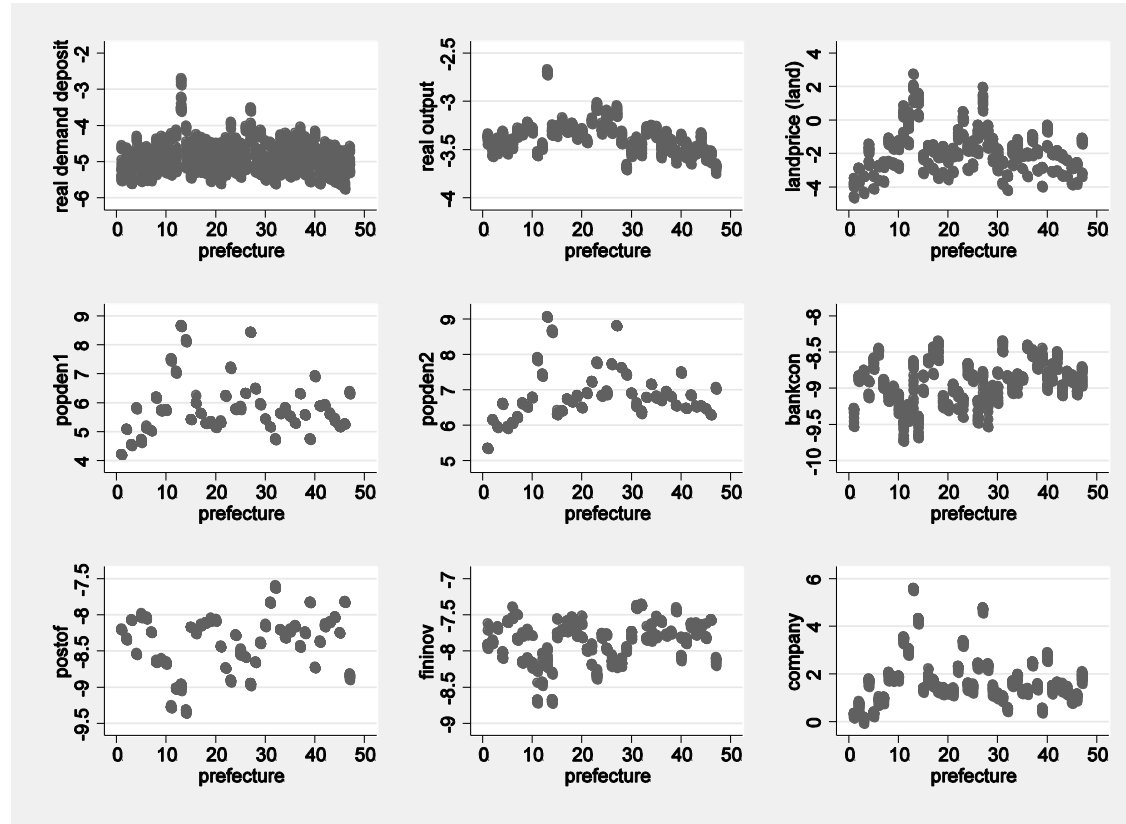 real demand deposit
-2
-3
-4
-5
-6
0 10 20 30 40 50
prefecture
real output
-2.5
-3
-3.5
-4
0 10 20 30 40 50
prefecture
landprice (land)
4
2
0
-2
-4
0 10 20 30 40 50
prefecture
popden1
9
8
7
6
5
4
0 10 20 30 40 50
prefecture
popden2
9
8
7
6
5
0 10 20 30 40 50
prefecture
bankcon
-8
-8.5
-9
-9.5
-10
0 10 20 30 40 50
prefecture
postof
-7.5
-8
-8.5
-9
-9.5
0 10 20 30 40 50
prefecture
fininov
-7
-7.5
-8
-8.5
-9
0 10 20 30 40 50
prefecture
company
6
4
2
0
0 10 20 30 40 50
prefecture